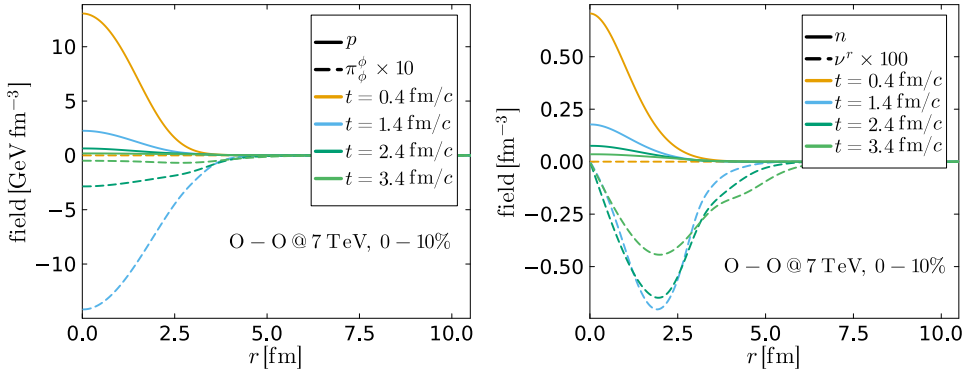 field [GeV fm⁻³]
10
5
0
−5
−10
p
π^ϕ_ϕ × 10
t = 0.4 fm/c
t = 1.4 fm/c
t = 2.4 fm/c
t = 3.4 fm/c
O − O @ 7 TeV, 0 − 10%
0.0 2.5 5.0 7.5 10.0
r [fm]
field [fm⁻³]
0.50
0.25
0.00
−0.25
−0.50
n
ν^r × 100
t = 0.4 fm/c
t = 1.4 fm/c
t = 2.4 fm/c
t = 3.4 fm/c
O − O @ 7 TeV, 0 − 10%
0.0 2.5 5.0 7.5 10.0
r [fm]